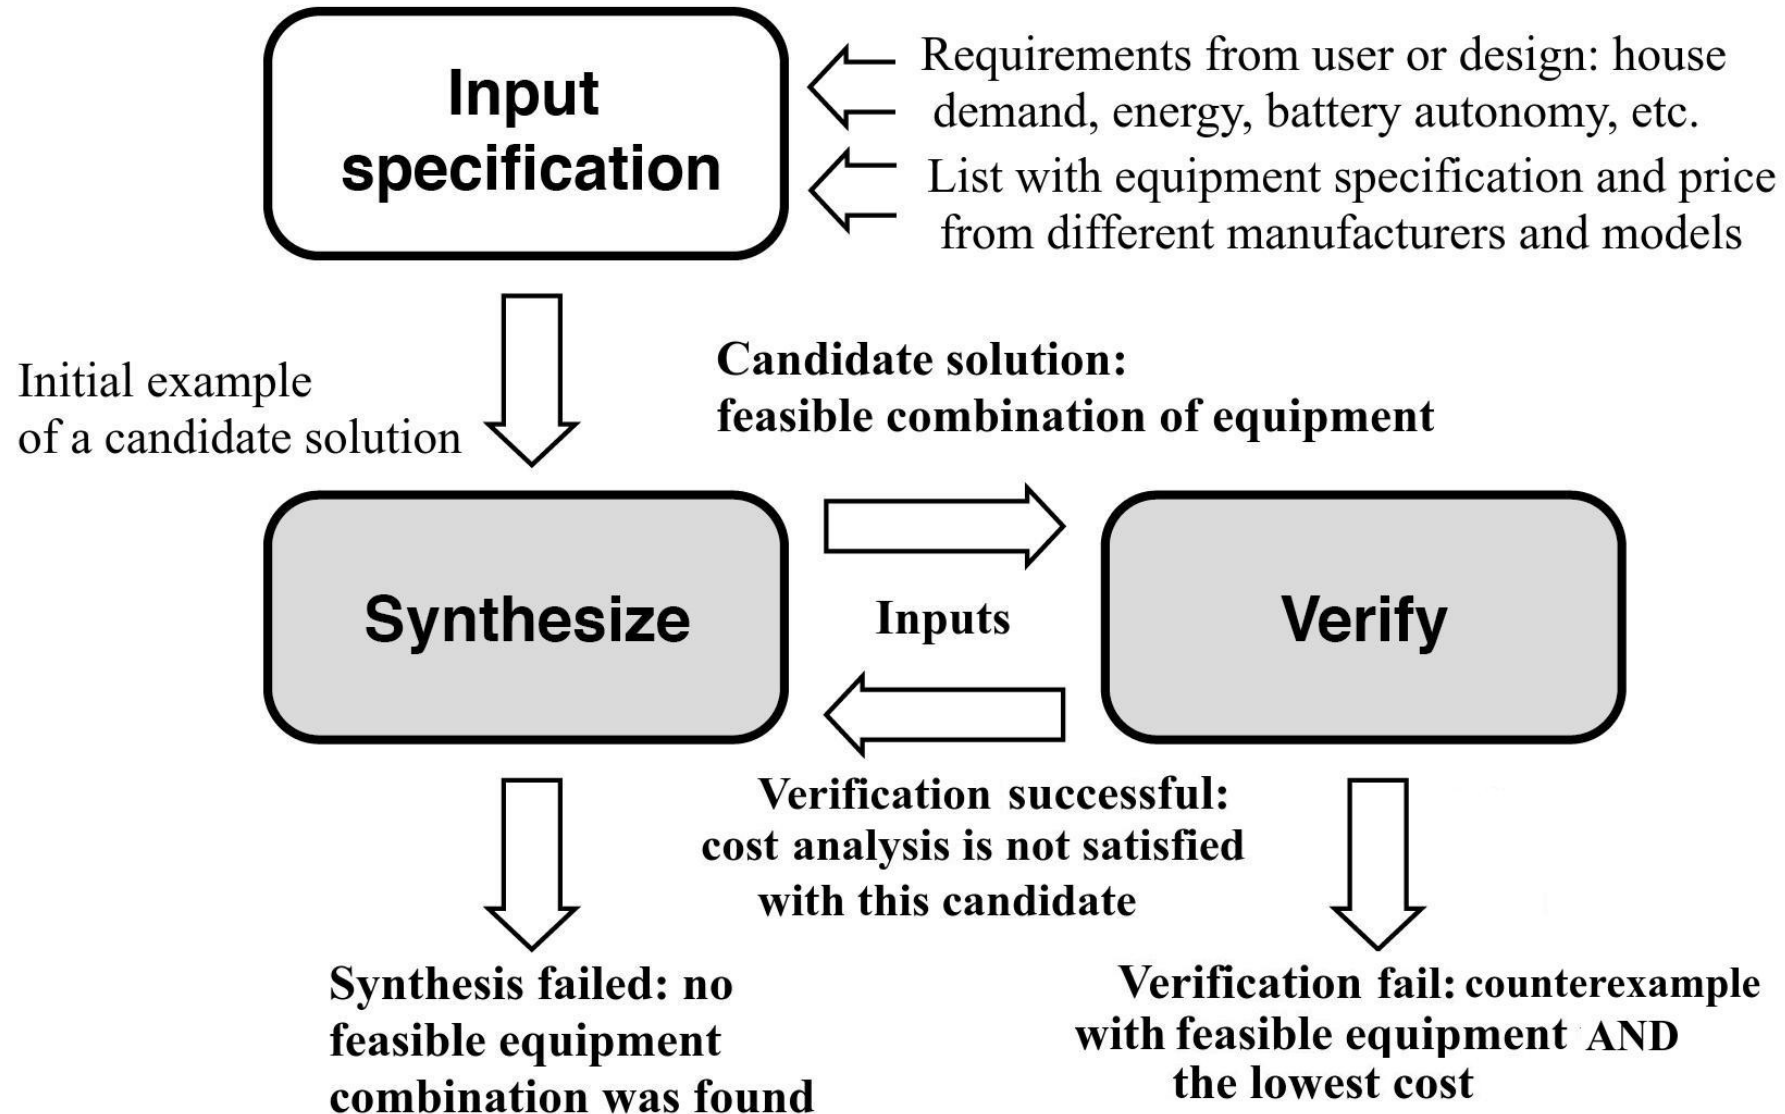 Input
specification
Requirements from user or design: house
demand, energy, battery autonomy, etc.
List with equipment specification and price
from different manufacturers and models
Initial example
of a candidate solution
Candidate solution:
feasible combination of equipment
Synthesize
Inputs
Verify
Verification successful:
cost analysis is not satisfied
with this candidate
Synthesis failed: no
feasible equipment
combination was found
Verification fail: counterexample
with feasible equipment AND
the lowest cost